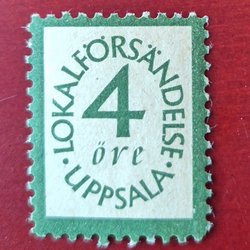 LOKALFÖRSÄNDELSE
4
öre
· UPPSALA ·